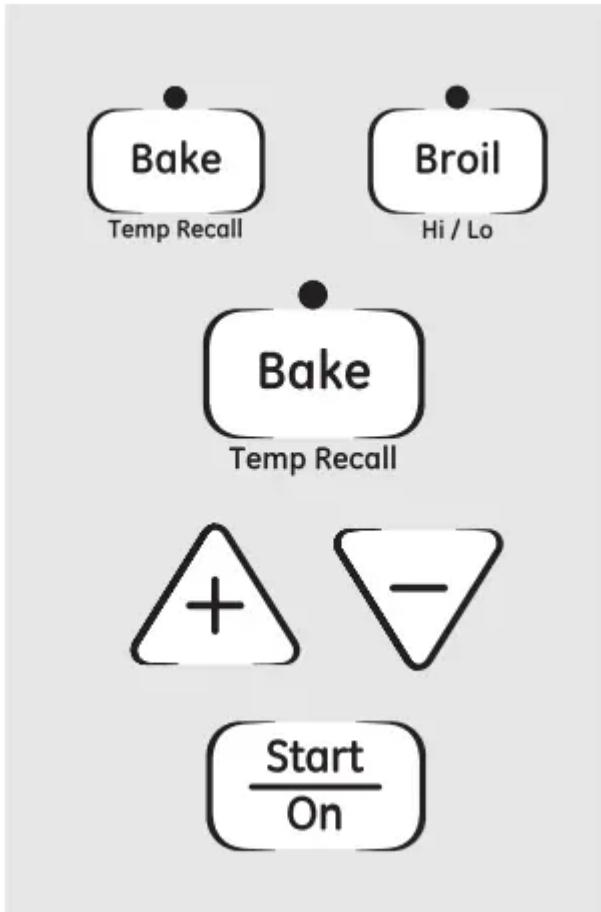 Bake
Broil
Temp Recall
Hi / Lo
Bake
Temp Recall
+
−
Start
On